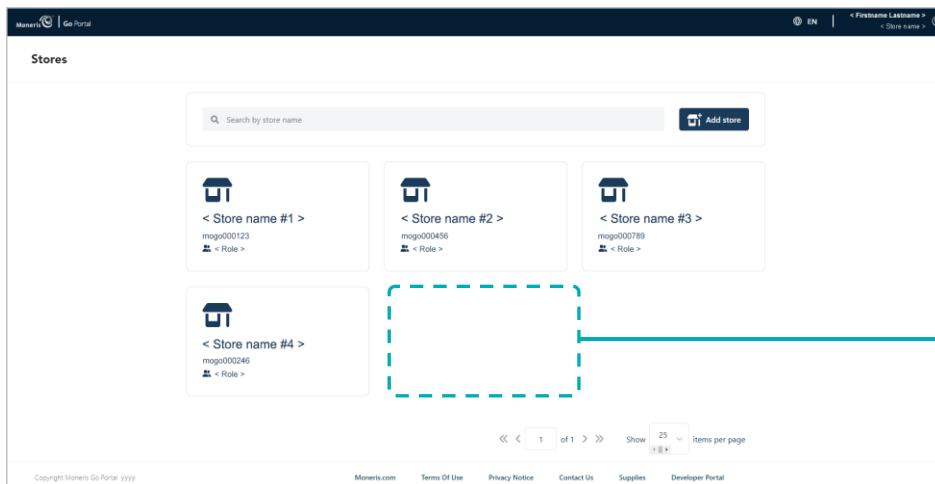 Moneris Go Portal
EN
< Firstname Lastname >
< Store name >
Stores
Search by store name
Add store
< Store name #1 >
mogo000123
< Role >
< Store name #2 >
mogo000456
< Role >
< Store name #3 >
mogo000789
< Role >
< Store name #4 >
mogo000246
< Role >
1 of 1 Show 25 items per page
Copyright Moneris Go Portal yyyy Moneris.com Terms Of Use Privacy Notice Contact Us Supplies Developer Portal